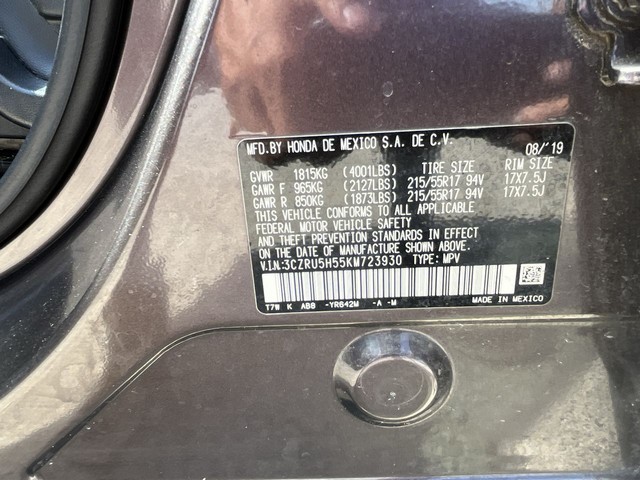 MFD.BY HONDA DE MEXICO S.A. DE C.V. 08/'19
GVWR 1815KG (4001LBS) TIRE SIZE RIM SIZE
GAWR F 965KG (2127LBS) 215/55R17 94V 17X7.5J
GAWR R 850KG (1873LBS) 215/55R17 94V 17X7.5J
THIS VEHICLE CONFORMS TO ALL APPLICABLE
FEDERAL MOTOR VEHICLE SAFETY
AND THEFT PREVENTION STANDARDS IN EFFECT
ON THE DATE OF MANUFACTURE SHOWN ABOVE.
V.I.N.:3CZRU5H55KM723930 TYPE: MPV
T7W K ABB -YR642M -A -M MADE IN MEXICO